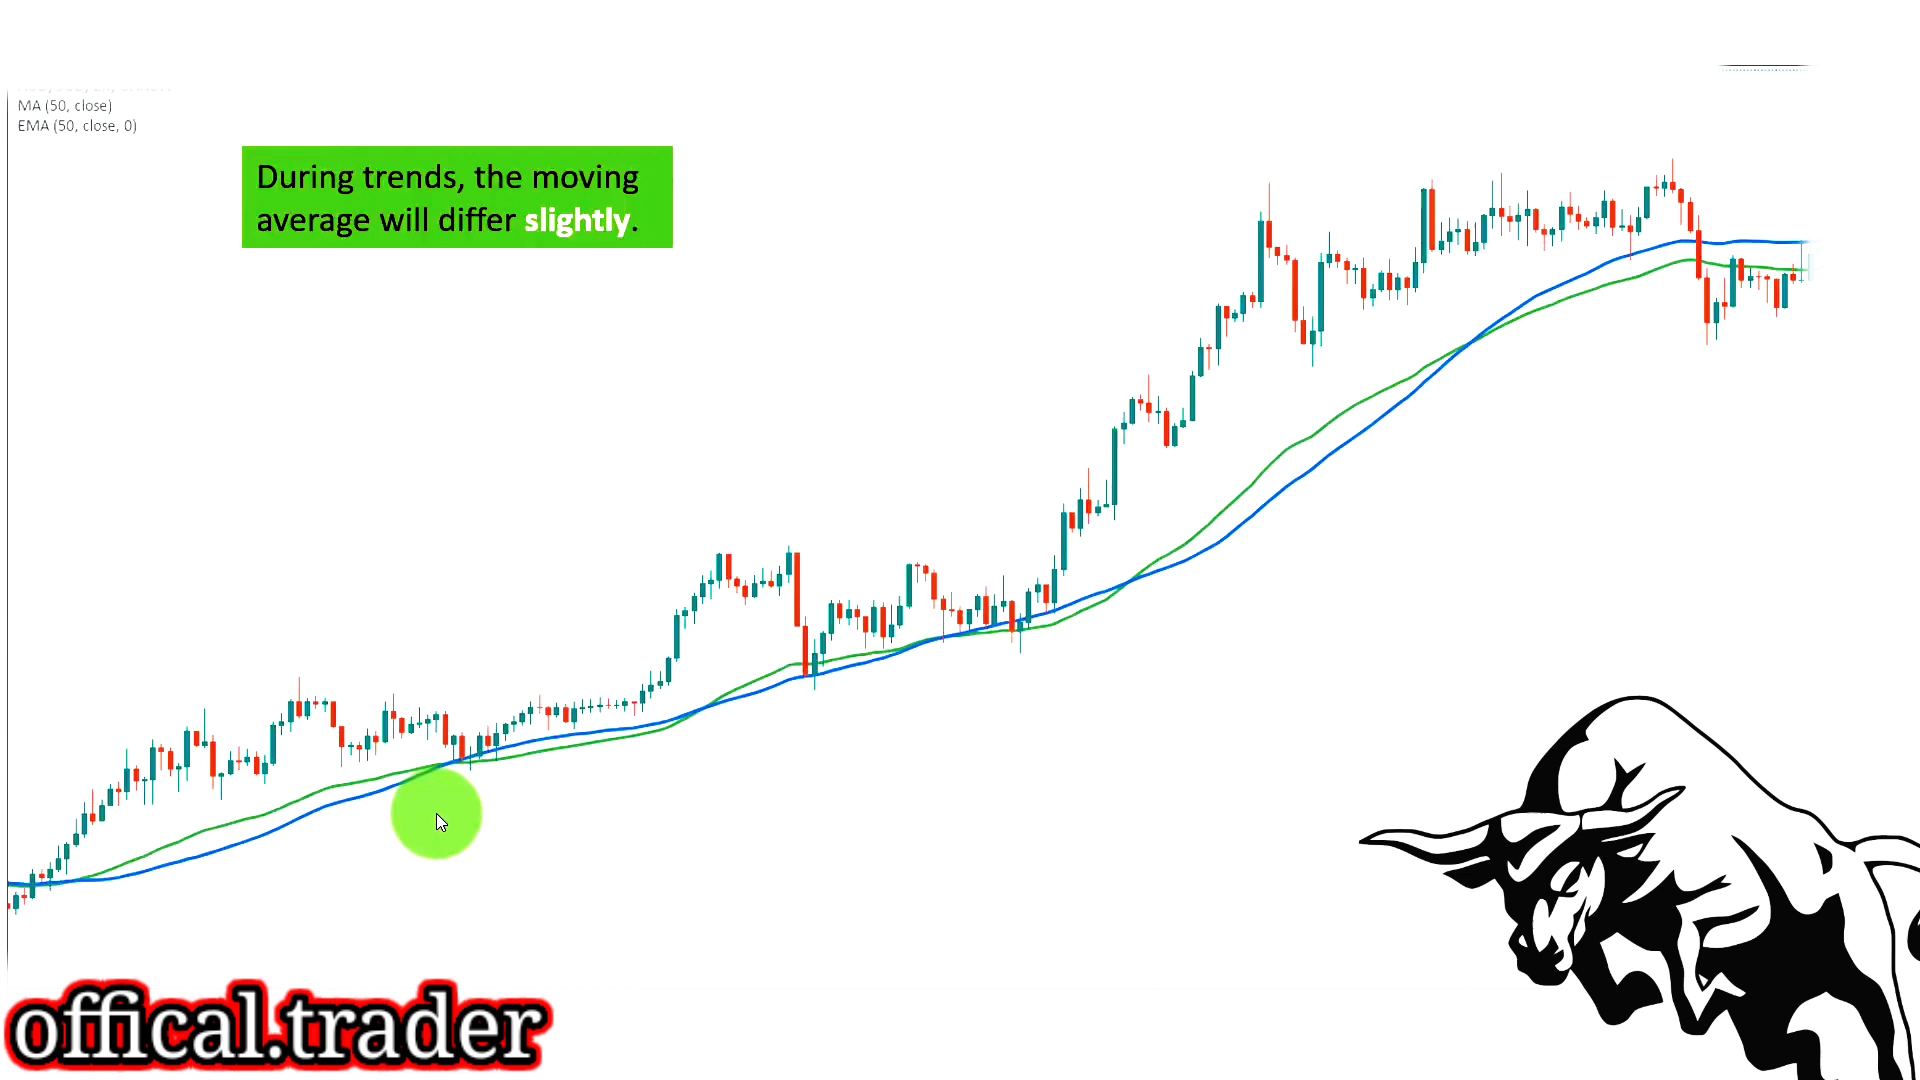 MA (50, close)
EMA (50, close, 0)
During trends, the moving
average will differ slightly.
offical.trader